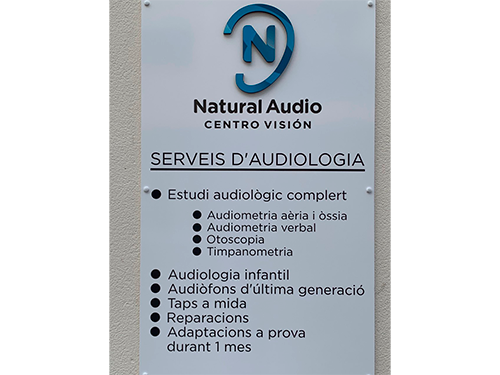 N
Natural Audio
CENTRO VISIÓN
SERVEIS D'AUDIOLOGIA
● Estudi audiològic complert
● Audiometria aèria i òssia
● Audiometria verbal
● Otoscopia
● Timpanometria
● Audiologia infantil
● Audiòfons d'última generació
● Taps a mida
● Reparacions
● Adaptacions a prova
durant 1 mes